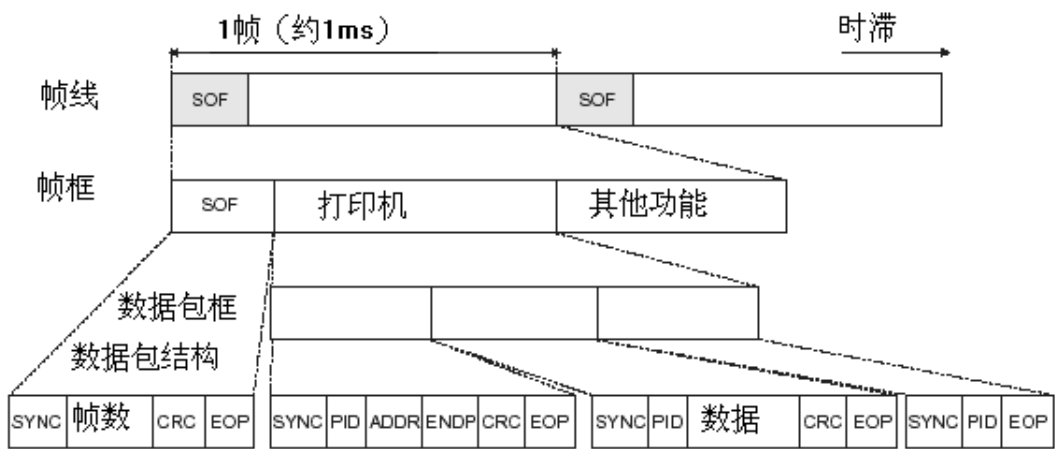 1帧（约1ms） 时滞
帧线 SOF SOF
帧框 SOF 打印机 其他功能
数据包框
数据包结构
SYNC 帧数 CRC EOP SYNC PID ADDR ENDP CRC EOP SYNC PID 数据 CRC EOP SYNC PID EOP